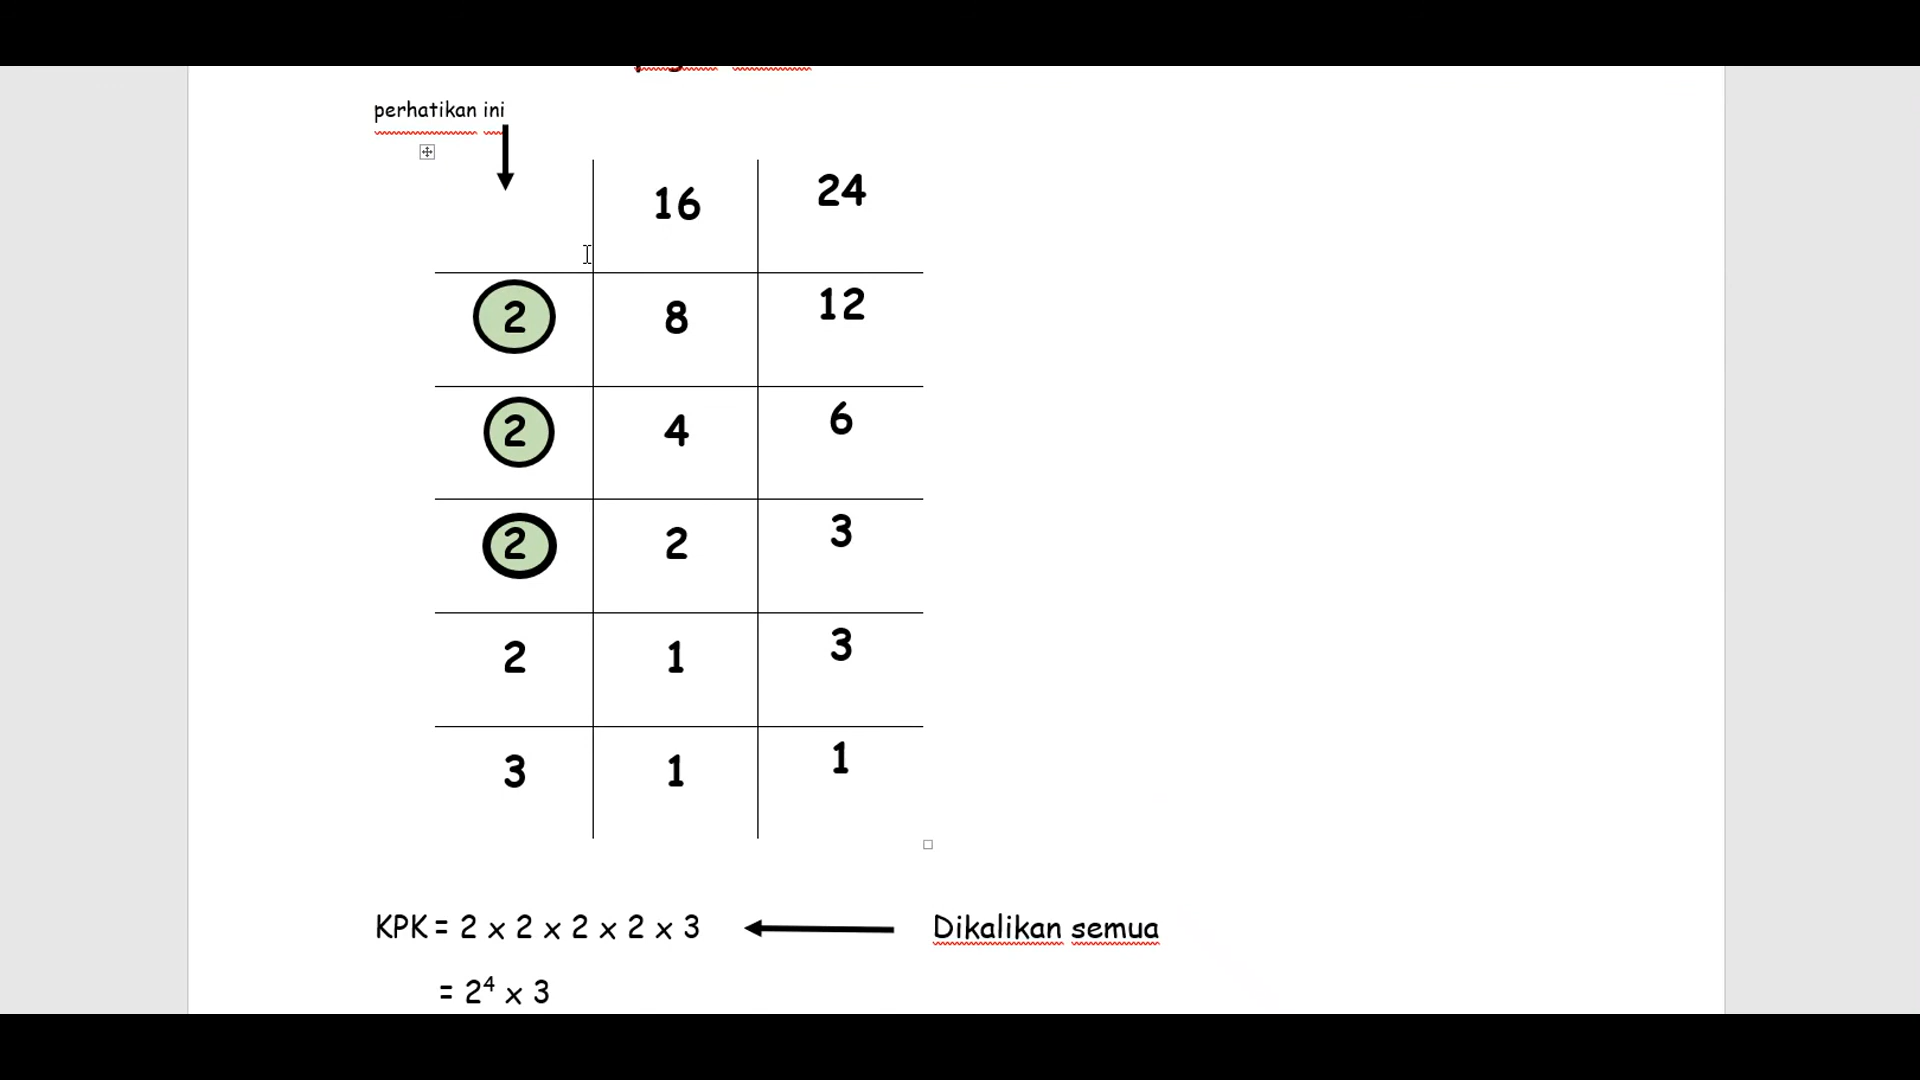 perhatikan ini
16 24
2 8 12
2 4 6
2 2 3
2 1 3
3 1 1
KPK = 2 x 2 x 2 x 2 x 3 Dikalikan semua
= 2⁴ x 3